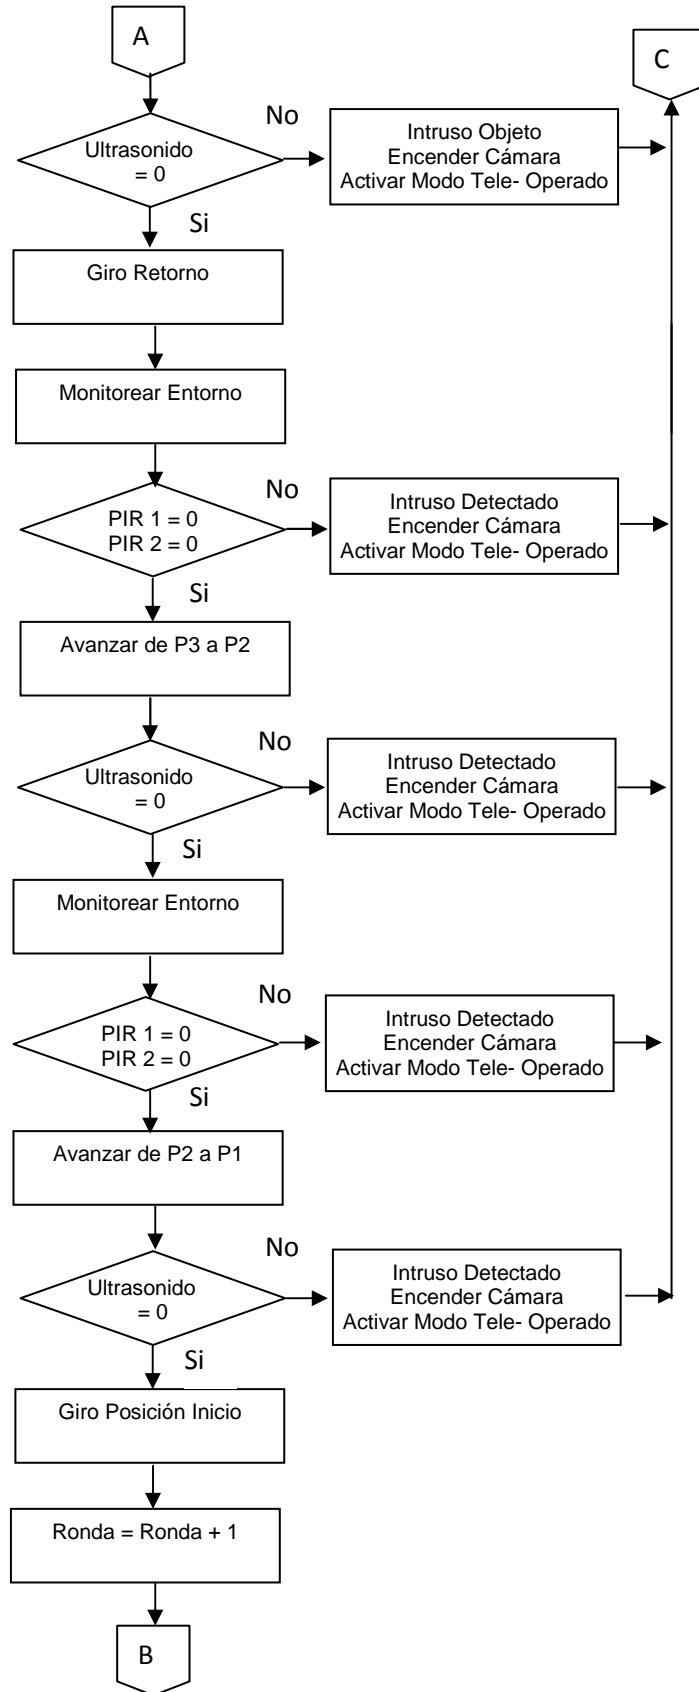 A
C
Ultrasonido
= 0
No
Intruso Objeto
Encender Cámara
Activar Modo Tele- Operado
Si
Giro Retorno
Monitorear Entorno
PIR 1 = 0
PIR 2 = 0
No
Intruso Detectado
Encender Cámara
Activar Modo Tele- Operado
Si
Avanzar de P3 a P2
Ultrasonido
= 0
No
Intruso Detectado
Encender Cámara
Activar Modo Tele- Operado
Si
Monitorear Entorno
PIR 1 = 0
PIR 2 = 0
No
Intruso Detectado
Encender Cámara
Activar Modo Tele- Operado
Si
Avanzar de P2 a P1
Ultrasonido
= 0
No
Intruso Detectado
Encender Cámara
Activar Modo Tele- Operado
Si
Giro Posición Inicio
Ronda = Ronda + 1
B